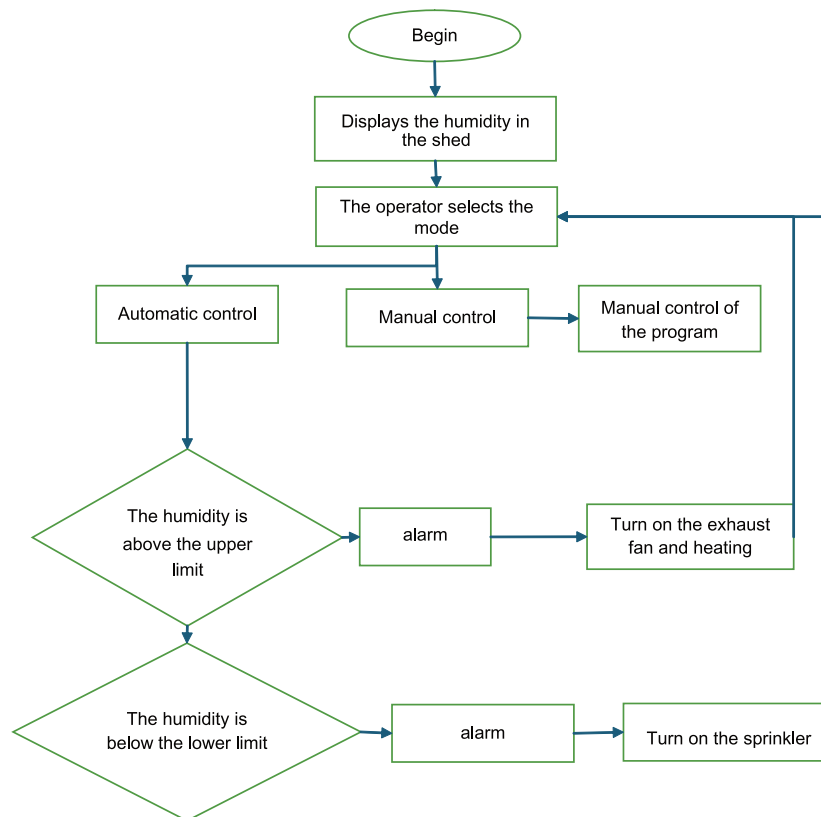 Begin
Displays the humidity in
the shed
The operator selects the
mode
Automatic control
Manual control
Manual control of
the program
The humidity is
above the upper
limit
alarm
Turn on the exhaust
fan and heating
The humidity is
below the lower limit
alarm
Turn on the sprinkler